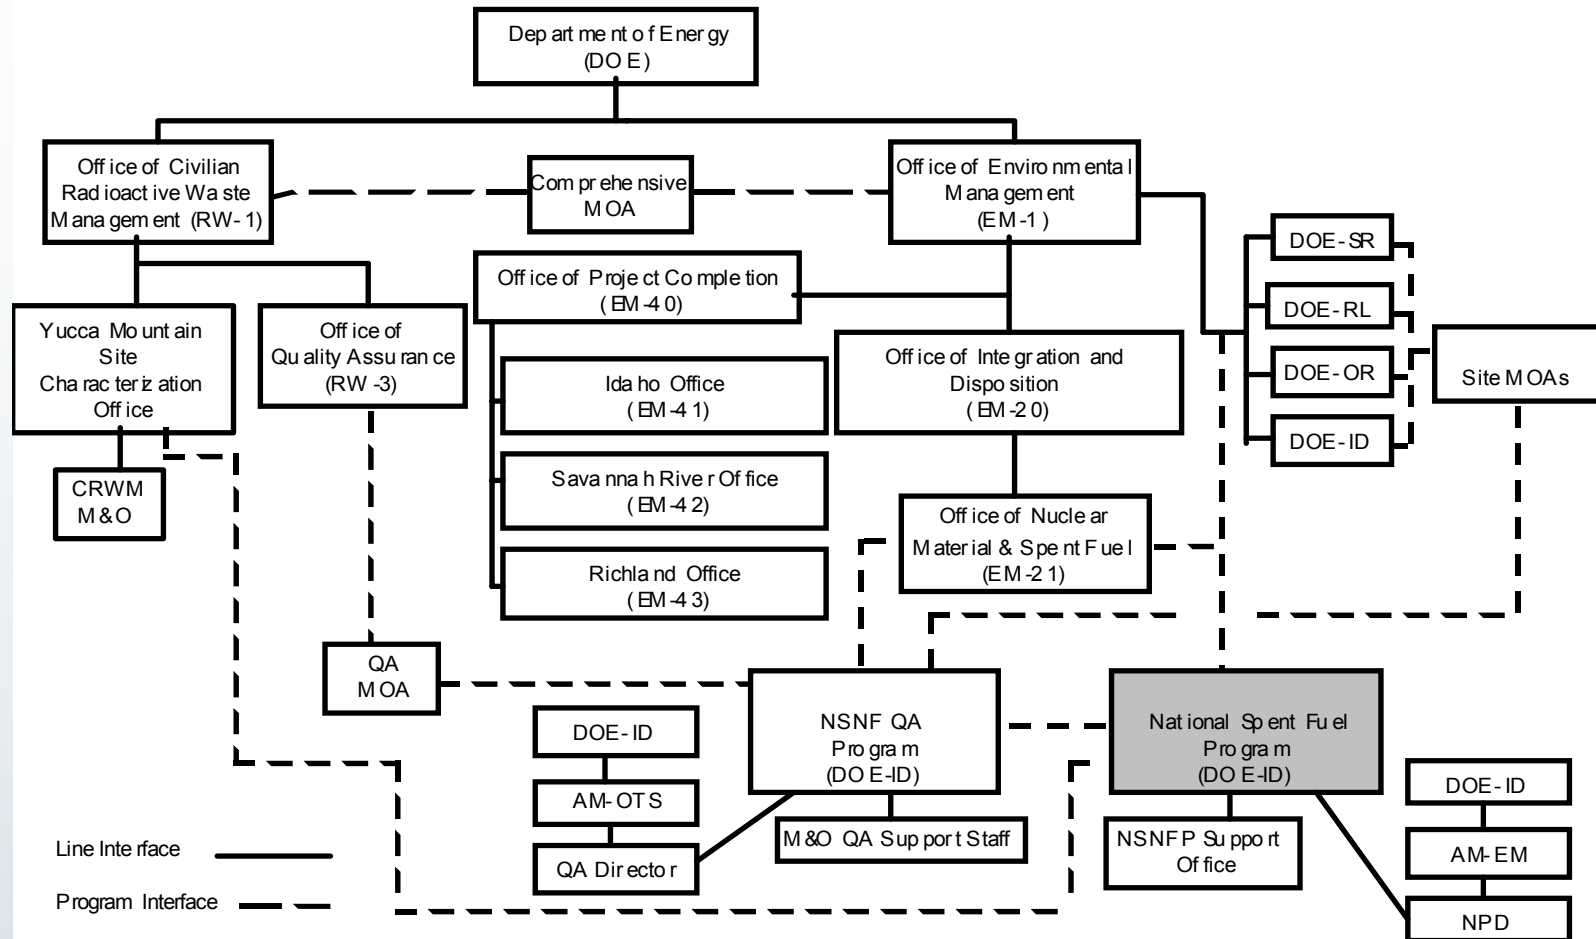 Department of Energy
(DOE)
Office of Civilian
Radioactive Waste
Management (RW-1)
Comprehensive
MOA
Office of Environmental
Management
(EM-1)
DOE-SR
DOE-RL
DOE-OR
DOE-ID
Site MOAs
Office of Project Completion
(EM-40)
Yucca Mountain
Site
Characterization
Office
Office of
Quality Assurance
(RW-3)
Idaho Office
(EM-41)
Office of Integration and
Disposition
(EM-20)
CRWM
M&O
Savannah River Office
(EM-42)
Office of Nuclear
Material & Spent Fuel
(EM-21)
Richland Office
(EM-43)
QA
MOA
NSNF QA
Program
(DOE-ID)
National Spent Fuel
Program
(DOE-ID)
DOE-ID
AM-OTS
QA Director
M&O QA Support Staff
NSNFP Support
Office
DOE-ID
AM-EM
NPD
Line Interface
Program Interface